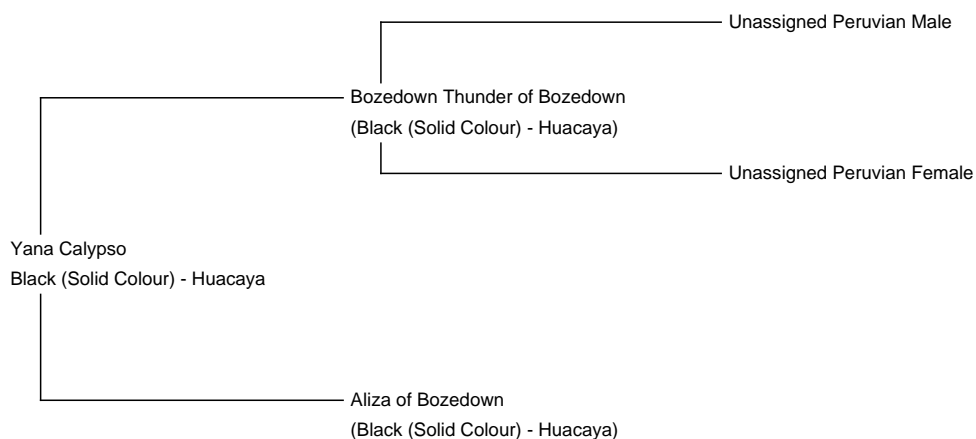 Unassigned Peruvian Male
Bozedown Thunder of Bozedown
(Black (Solid Colour) - Huacaya)
Unassigned Peruvian Female
Yana Calypso
Black (Solid Colour) - Huacaya
Aliza of Bozedown
(Black (Solid Colour) - Huacaya)